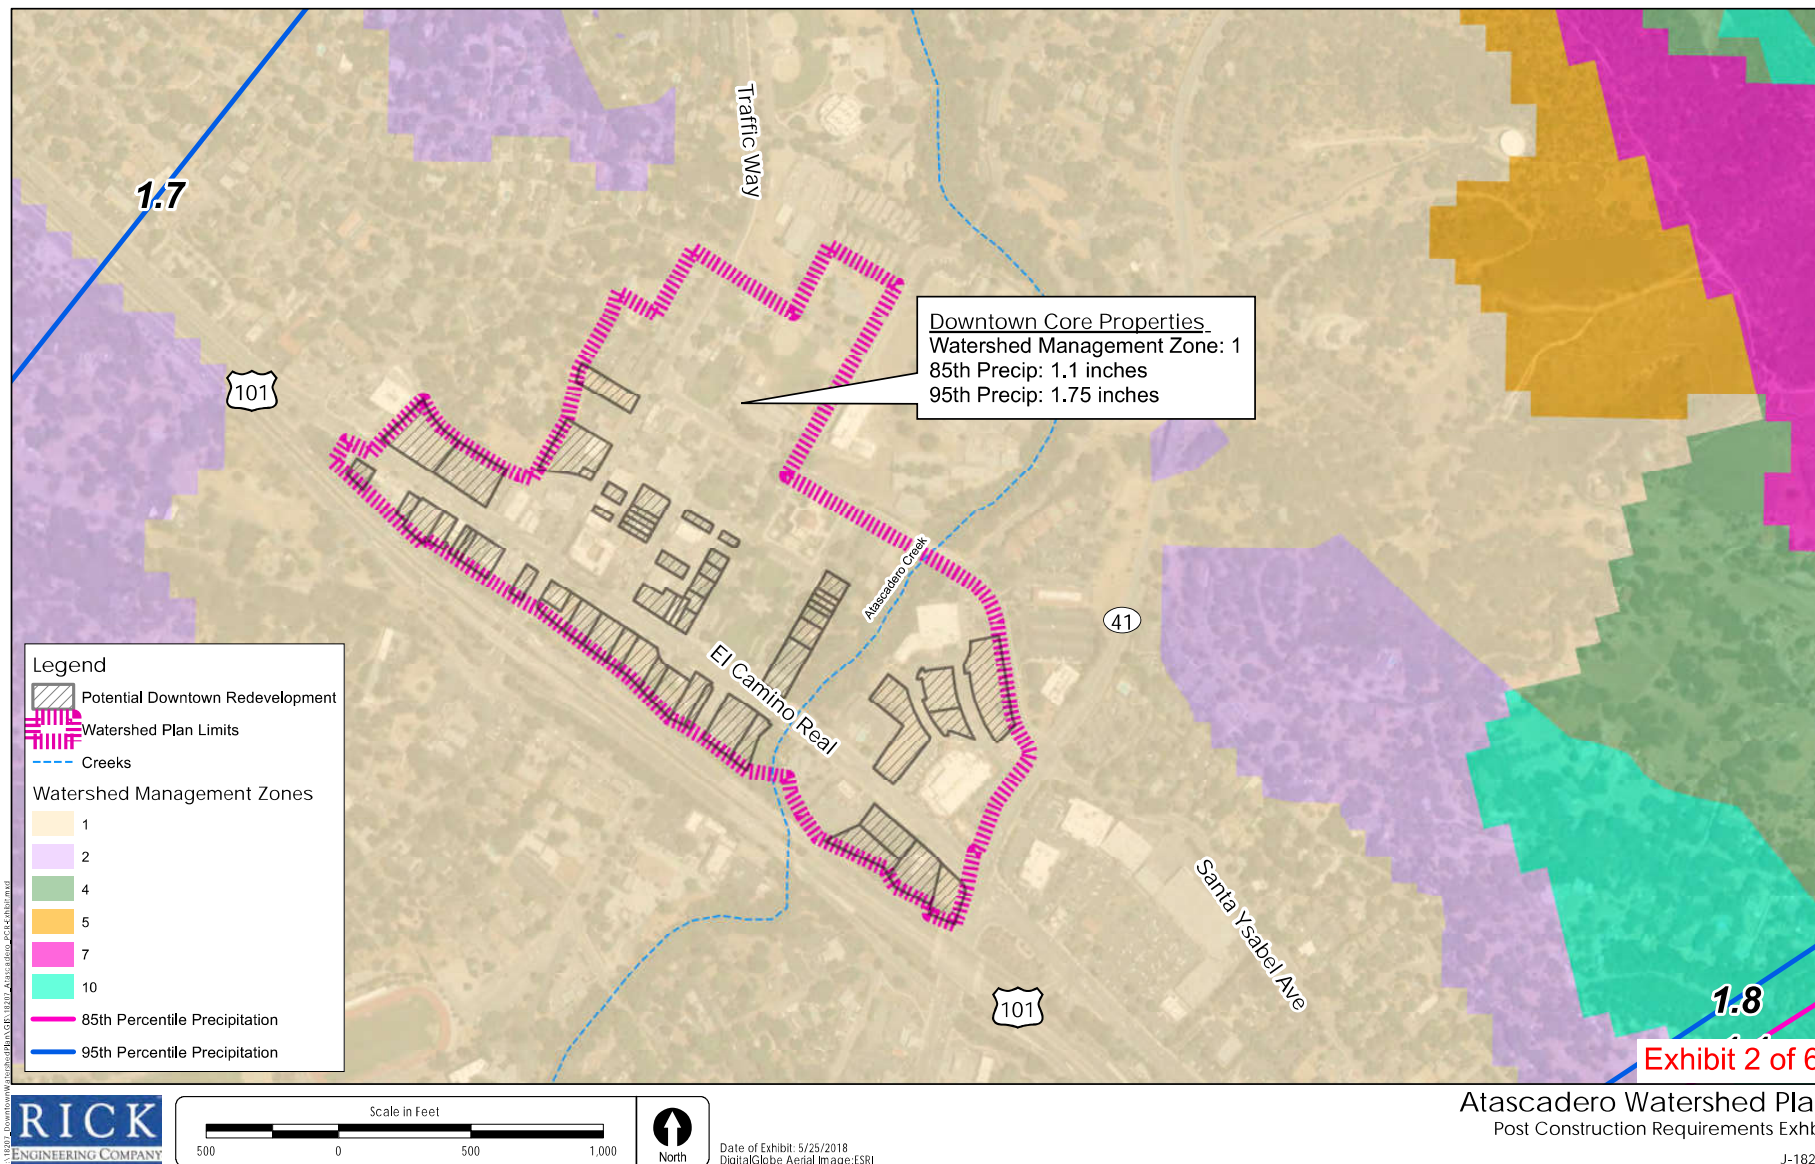 1.7
Traffic Way
101
Downtown Core Properties
Watershed Management Zone: 1
85th Precip: 1.1 inches
95th Precip: 1.75 inches
Atascadero Creek
41
El Camino Real
Santa Ysabel Ave
101
1.8
Exhibit 2 of 6
Legend
Potential Downtown Redevelopment
Watershed Plan Limits
Creeks
Watershed Management Zones
1
2
4
5
7
10
85th Percentile Precipitation
95th Percentile Precipitation
RICK
ENGINEERING COMPANY
Scale in Feet
500 0 500 1,000
North
Date of Exhibit: 5/25/2018
DigitalGlobe Aerial Image:ESRI
Atascadero Watershed Pla
Post Construction Requirements Exhib
J-182